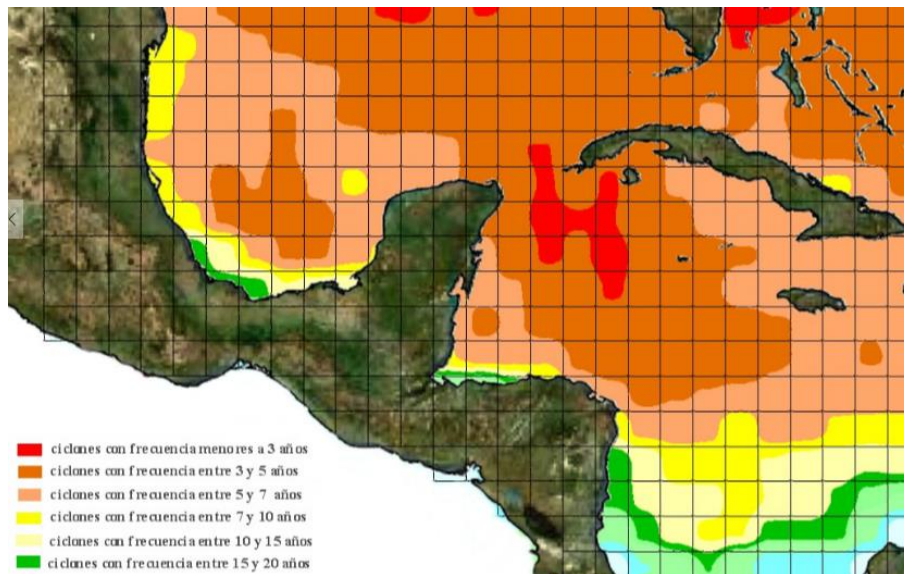 ciclones con frecuencia menores a 3 años
ciclones con frecuencia entre 3 y 5 años
ciclones con frecuencia entre 5 y 7 años
ciclones con frecuencia entre 7 y 10 años
ciclones con frecuencia entre 10 y 15 años
ciclones con frecuencia entre 15 y 20 años